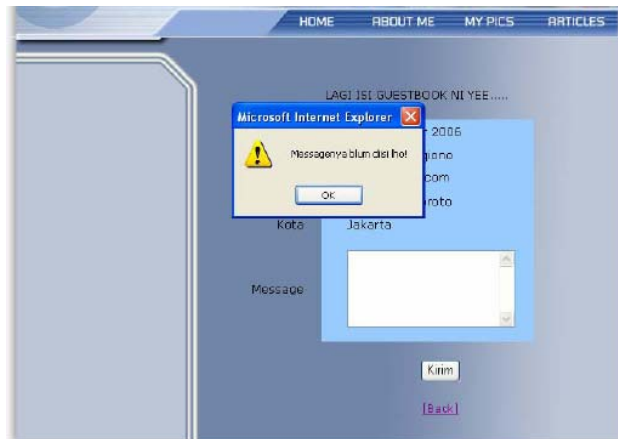 HOME ABOUT ME MY PICS ARTICLES
LAGI ISI GUESTBOOK NI YEE.....
Microsoft Internet Explorer
2006
Messagenya blum diisi lho!
com
OK
Kota Jakarta
Message
Kirim
[Back]